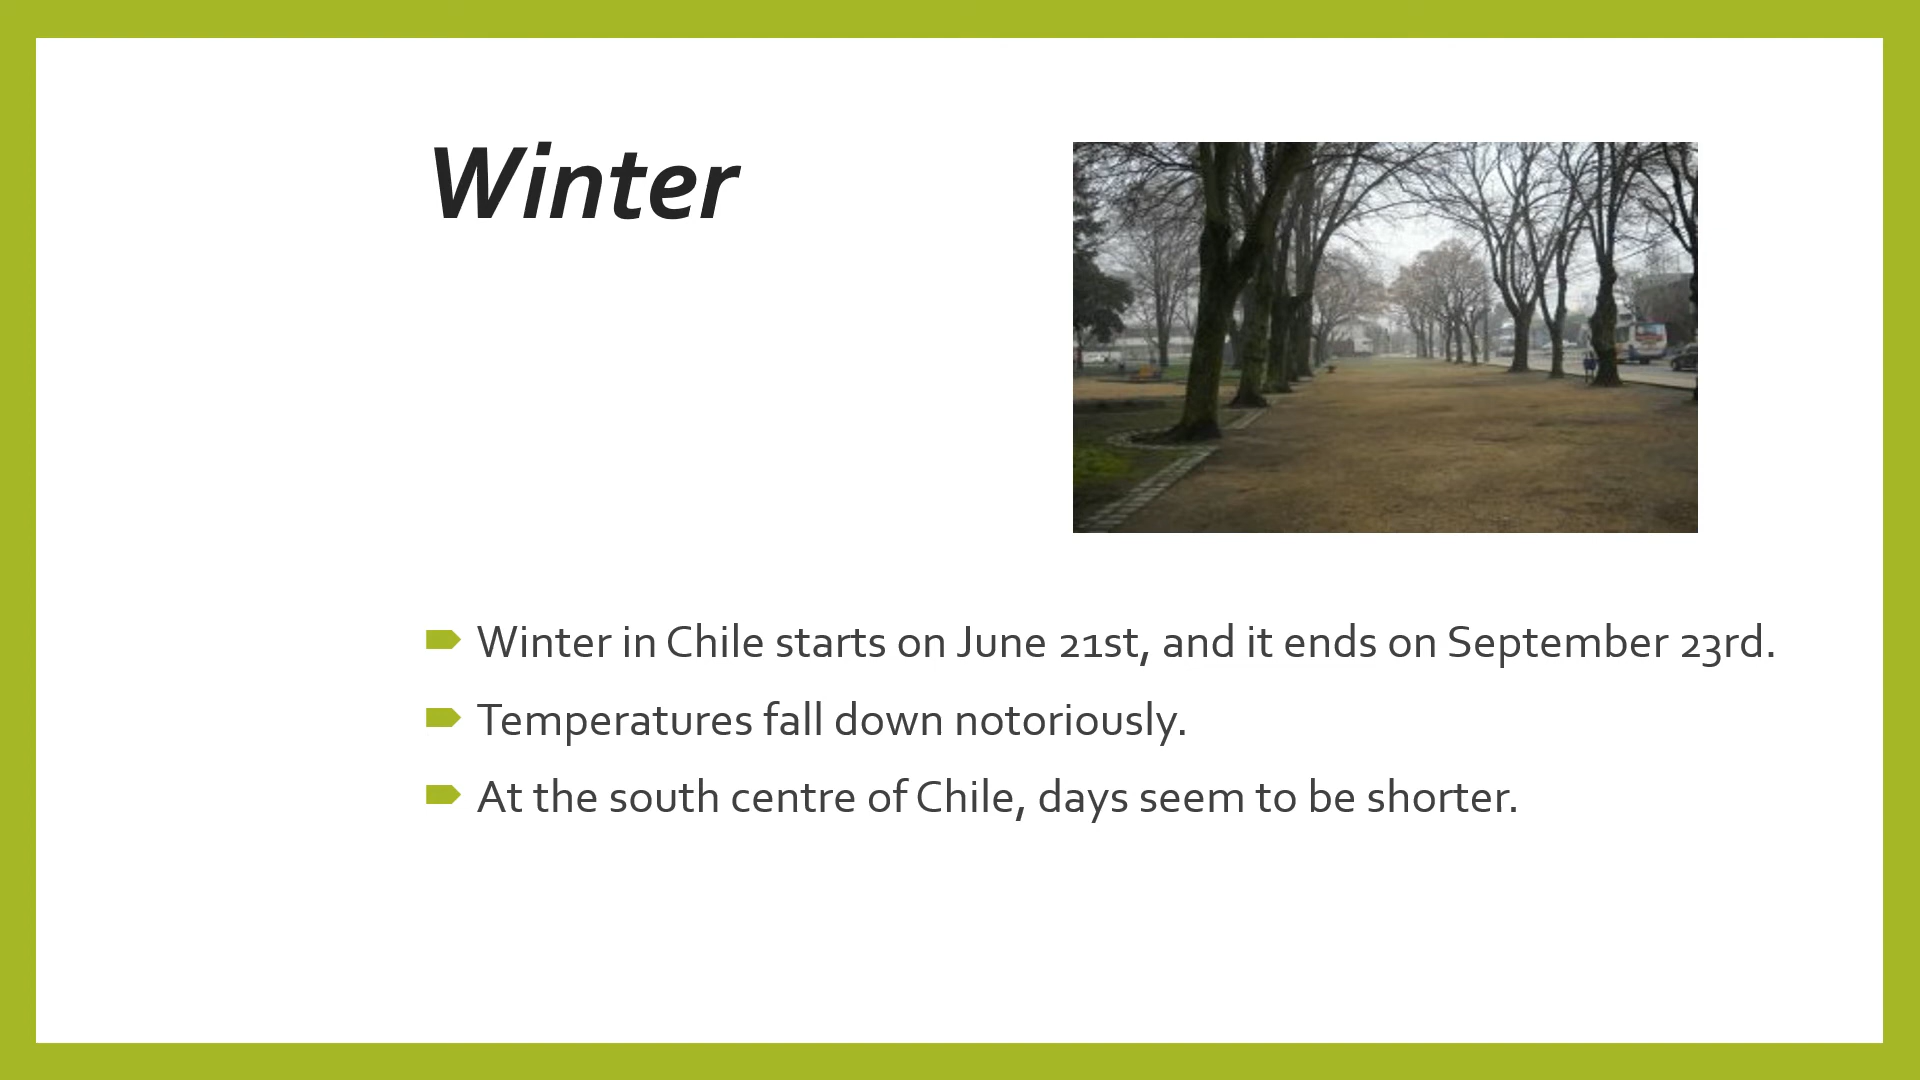 Winter
Winter in Chile starts on June 21st, and it ends on September 23rd.
Temperatures fall down notoriously.
At the south centre of Chile, days seem to be shorter.